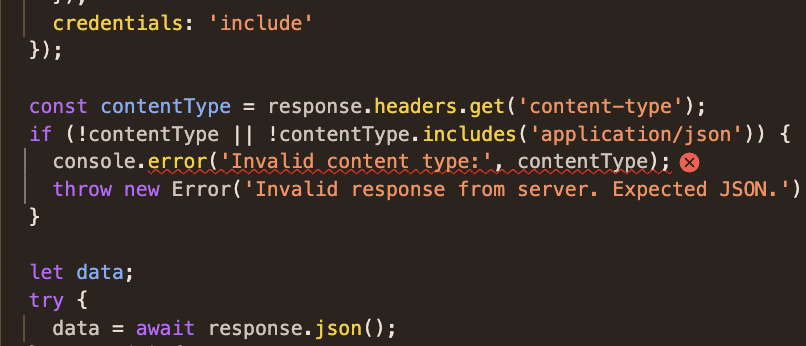 credentials: 'include'
});
const contentType = response.headers.get('content-type');
if (!contentType || !contentType.includes('application/json')) {
console.error('Invalid content type:', contentType);
throw new Error('Invalid response from server. Expected JSON.')
}
let data;
try {
data = await response.json();